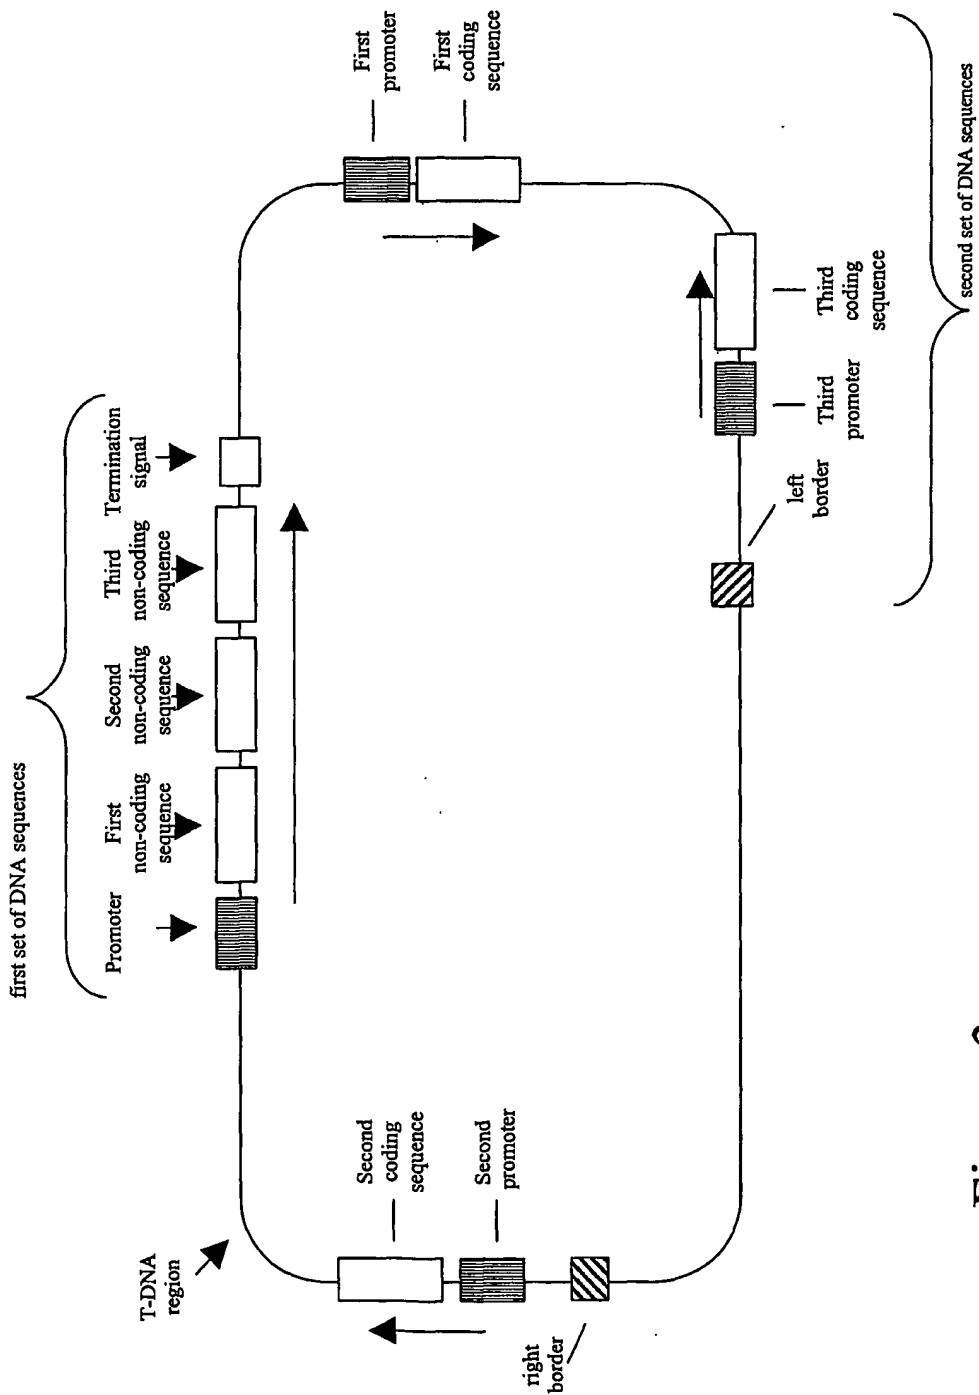 first set of DNA sequences
Promoter
First
non-coding
sequence
Second
non-coding
sequence
Third
non-coding
sequence
Termination
signal
T-DNA
region
First
promoter
First
coding
sequence
Second
coding
sequence
Second
promoter
right
border
left
border
Third
promoter
Third
coding
sequence
second set of DNA sequences